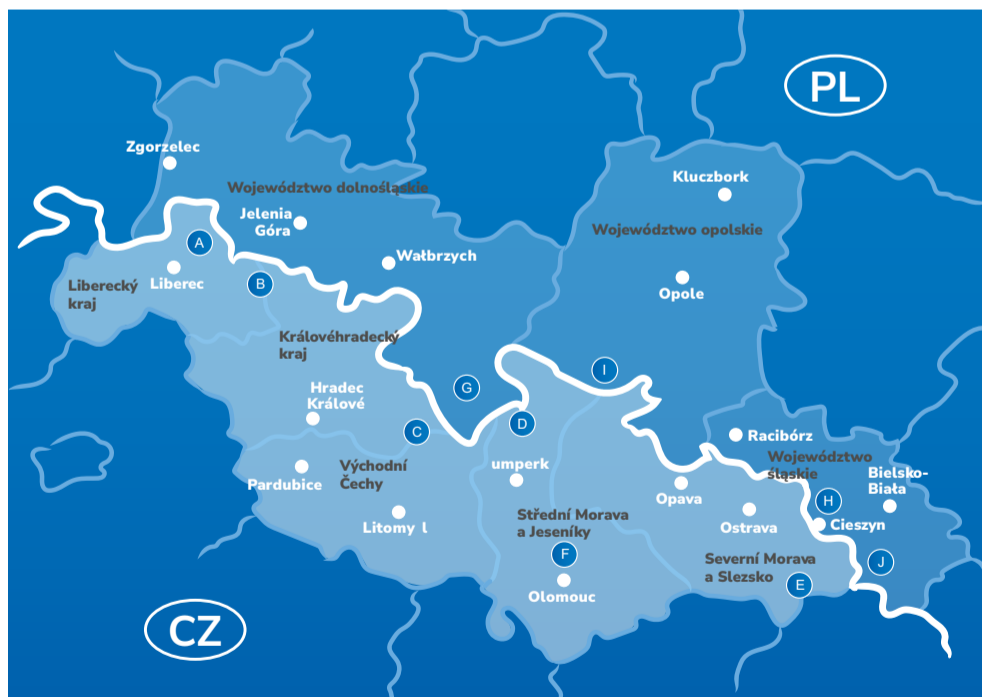 PL
Zgorzelec
Kluczbork
Województwo dolnośląskie
Jelenia
Góra
Województwo opolskie
A
Wałbrzych
Liberec
Liberecký
kraj
B
Opole
Královéhradecký
kraj
I
G
Hradec
Králové
D
C
Racibórz
umperk
Województwo
śląskie
Východní
Čechy
Bielsko-
Biała
Pardubice
Opava
H
Litomy l
Střední Morava
a Jeseníky
Ostrava
Cieszyn
F
Severní Morava
a Slezsko
J
E
Olomouc
CZ